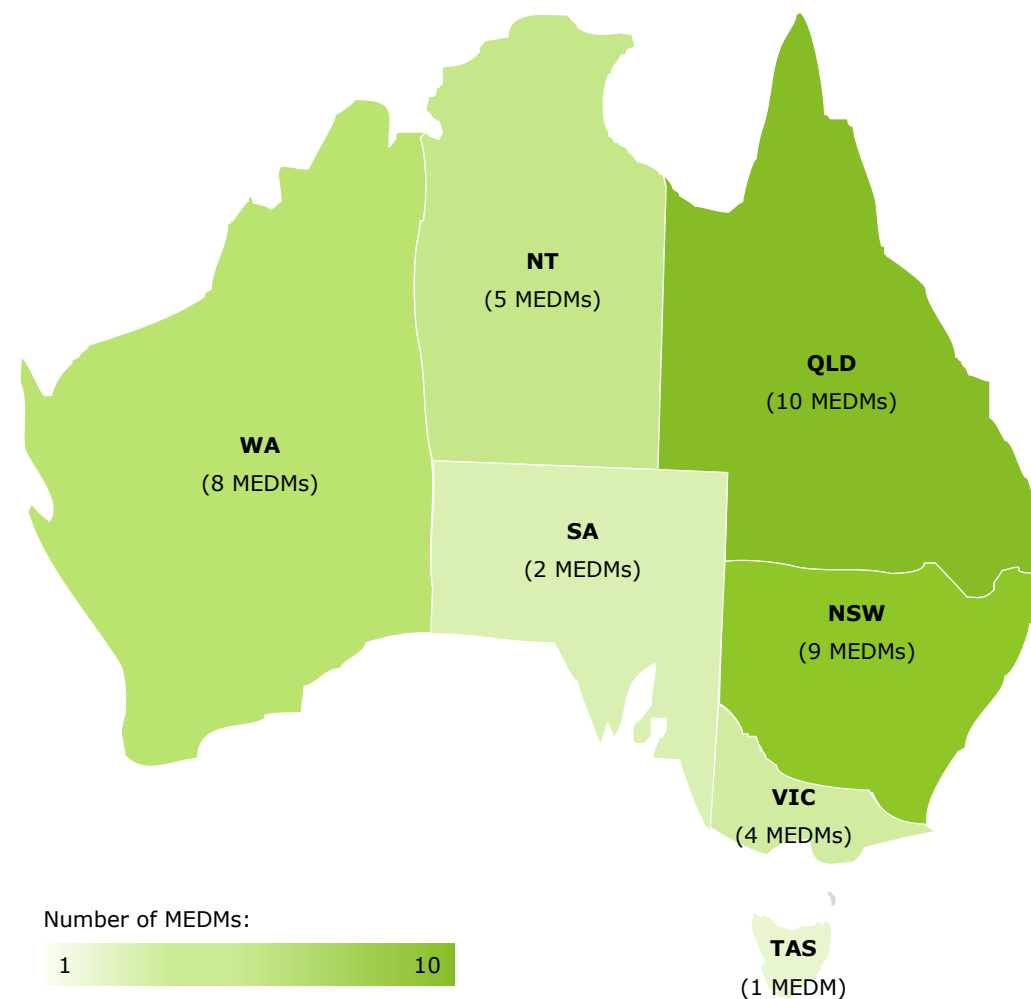 NT
(5 MEDMs)
QLD
(10 MEDMs)
WA
(8 MEDMs)
SA
(2 MEDMs)
NSW
(9 MEDMs)
VIC
(4 MEDMs)
Number of MEDMs:
1 10
TAS
(1 MEDM)